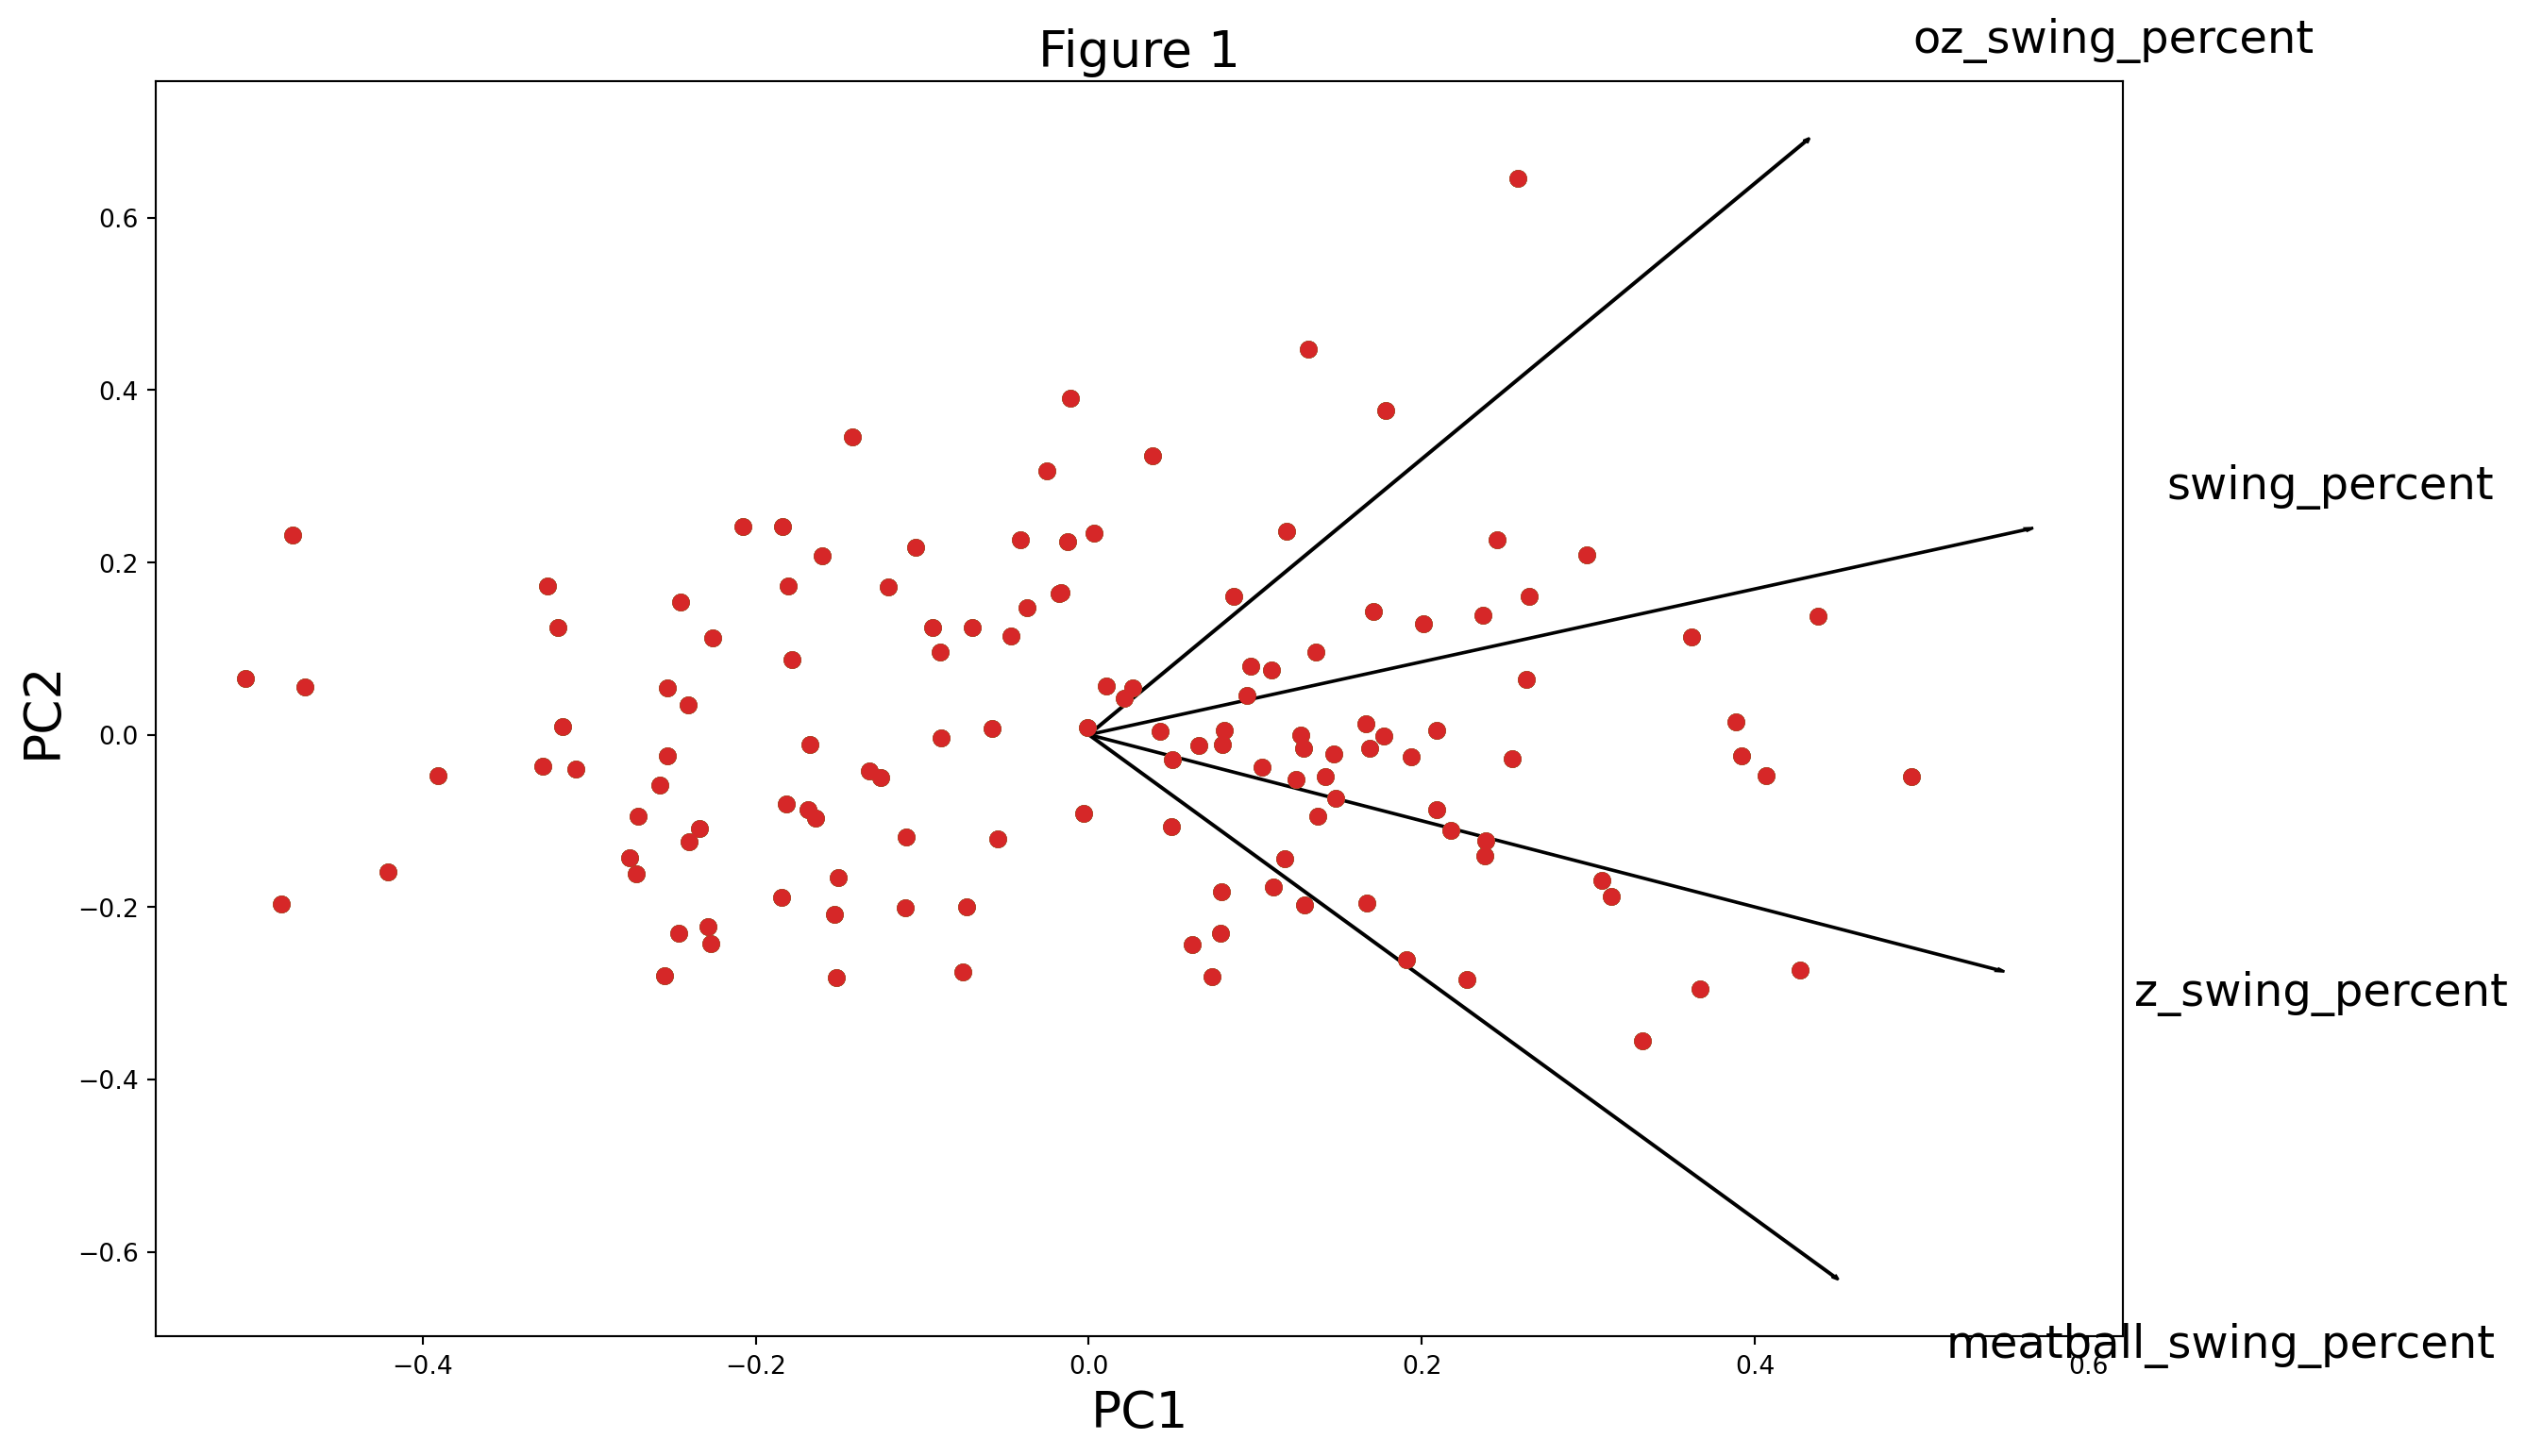 Figure 1
oz_swing_percent
swing_percent
z_swing_percent
meatball_swing_percent
PC2
0.6
0.4
0.2
0.0
−0.2
−0.4
−0.6
−0.4
−0.2
0.0
0.2
0.4
0.6
PC1